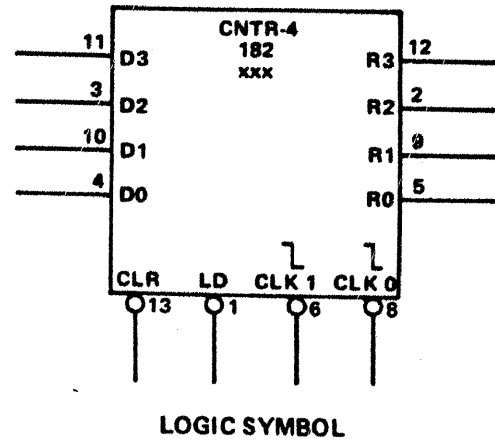 CNTR-4
182
xxx
11 D3
3 D2
10 D1
4 D0
R3 12
R2 2
R1 9
R0 5
CLR LD CLK 1 CLK 0
13 1 6 8
LOGIC SYMBOL